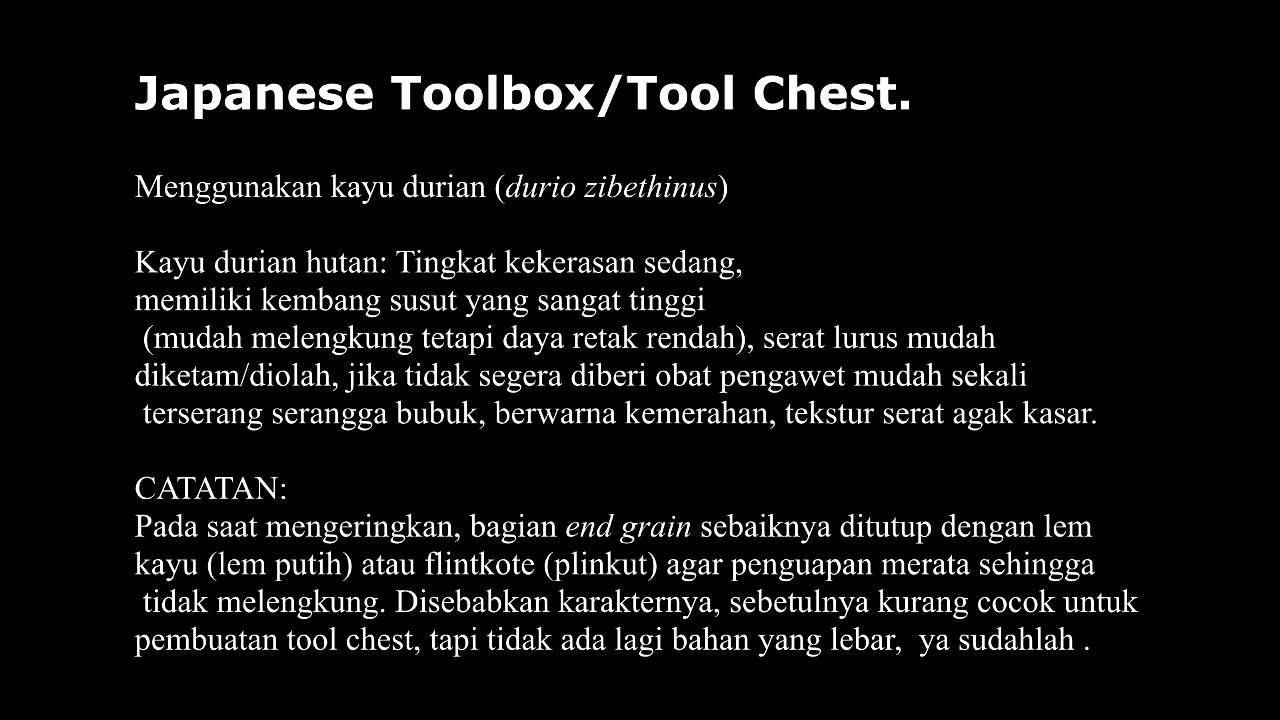 Japanese Toolbox/Tool Chest.
Menggunakan kayu durian (durio zibethinus)
Kayu durian hutan: Tingkat kekerasan sedang,
memiliki kembang susut yang sangat tinggi
(mudah melengkung tetapi daya retak rendah), serat lurus mudah
diketam/diolah, jika tidak segera diberi obat pengawet mudah sekali
terserang serangga bubuk, berwarna kemerahan, tekstur serat agak kasar.
CATATAN:
Pada saat mengeringkan, bagian end grain sebaiknya ditutup dengan lem
kayu (lem putih) atau flintkote (plinkut) agar penguapan merata sehingga
tidak melengkung. Disebabkan karakternya, sebetulnya kurang cocok untuk
pembuatan tool chest, tapi tidak ada lagi bahan yang lebar,  ya sudahlah .